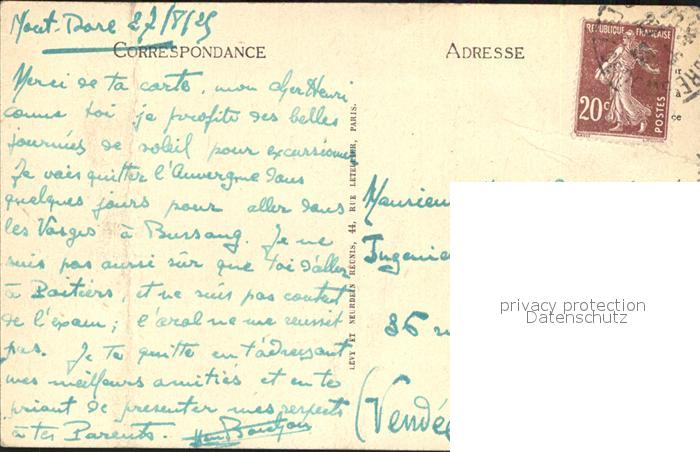 Mont-Dore 27/8/25
CORRESPONDANCE
Merci de ta carte, mon cher Henri
comme toi je profite des belles
journées de soleil pour excursionner
Je vais quitter l'Auvergne dans
quelques jours pour aller dans
les Vosges à Bussang. Je ne
suis pas aussi sûr que toi d'aller
à Poitiers, et ne suis pas content
de l'exam; l'oral ne me réussit
pas. Je te quitte en t'adressant
mes meilleurs amitiés et en te
priant de présenter mes respects
à tes Parents.
LÉVY ET NEURDEIN RÉUNIS, 44, RUE LETELLIER, PARIS.
ADRESSE
REPUBLIQUE FRANÇAISE
20c
POSTES
Monsieur
Ingénie
36
(Vendée
privacy protection
Datenschutz